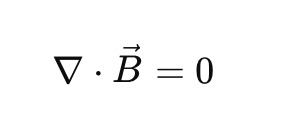 ∇ · B⃗ = 0